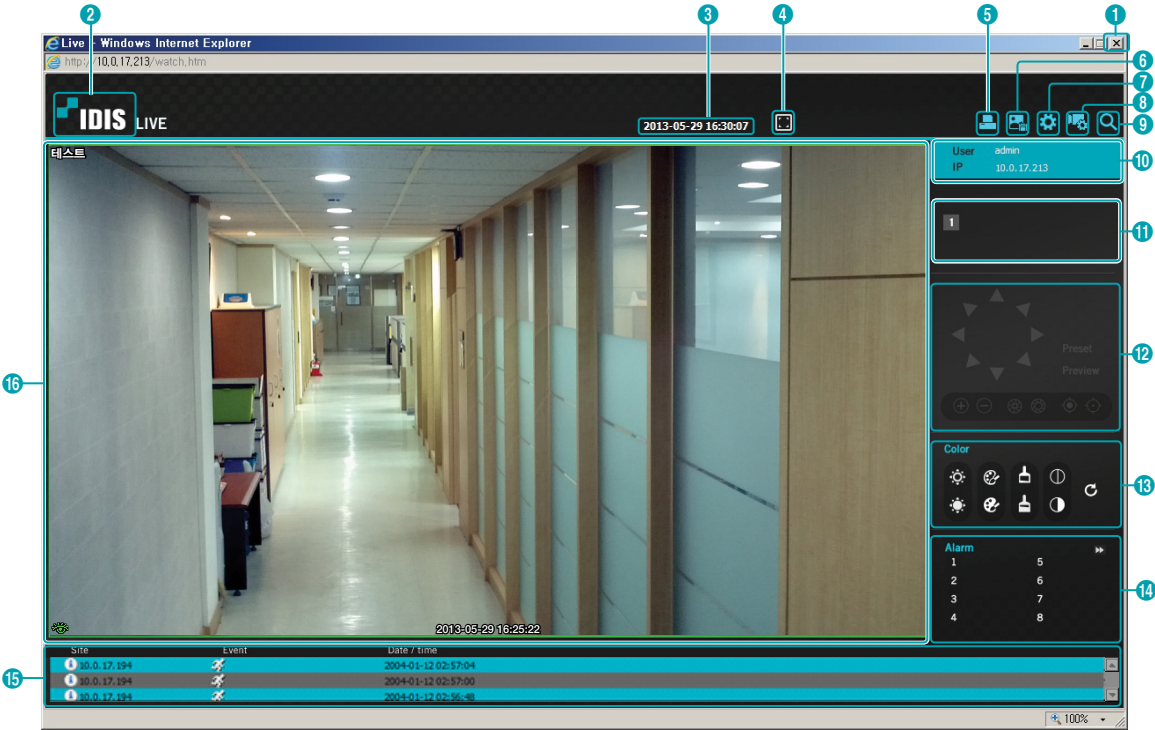 2
3
4
5
1
Live - Windows Internet Explorer
http://10.0.17.213/watch.htm
6
7
8
9
IDIS LIVE
2013-05-29 16:30:07
테스트
User admin
IP 10.0.17.213
10
1
11
Preset
Preview
12
16
Color
13
Alarm
1 5
2 6
3 7
4 8
14
2013-05-29 16:25:22
Site Event Date / time
10.0.17.194 2004-01-12 02:57:04
10.0.17.194 2004-01-12 02:57:00
10.0.17.194 2004-01-12 02:56:48
15
100%